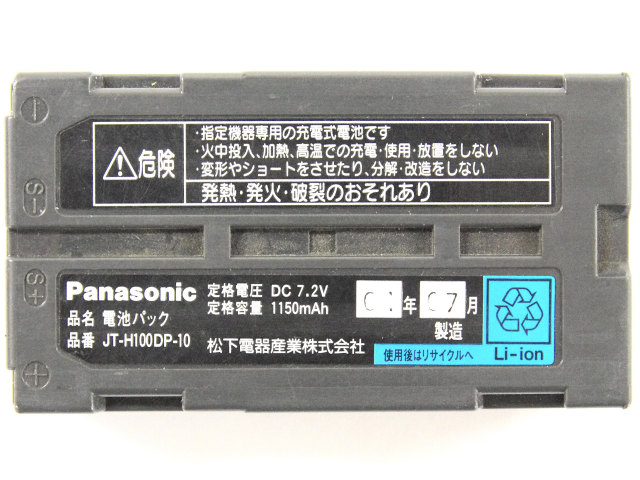 危険
・指定機器専用の充電式電池です
・火中投入、加熱、高温での充電・使用・放置をしない
・変形やショートをさせたり、分解・改造をしない
発熱・発火・破裂のおそれあり
S-
S+
Panasonic 定格電圧 DC 7.2V
定格容量 1150mAh
年 07月
製造
品名 電池パック
品番 JT-H100DP-10 松下電器産業株式会社
使用後はリサイクルへ
Li-ion